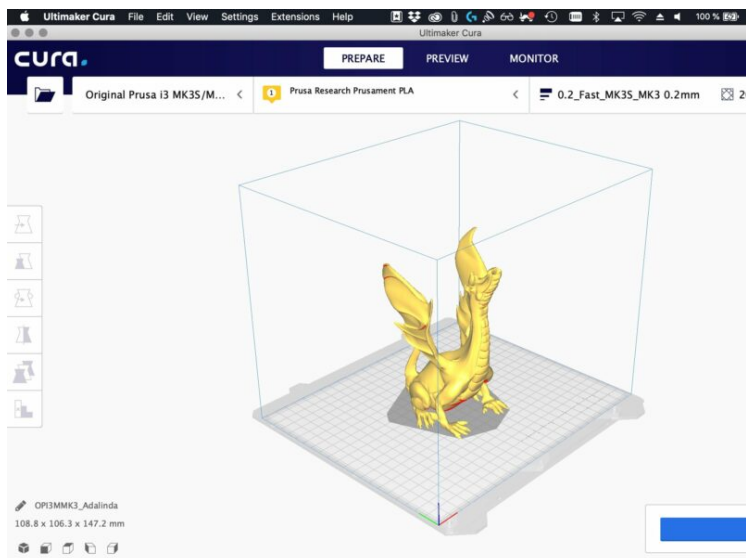 Ultimaker Cura File Edit View Settings Extensions Help 100 %
Ultimaker Cura
cura. PREPARE PREVIEW MONITOR
Original Prusa i3 MK3S/M... 1 Prusa Research Prusament PLA 0.2_Fast_MK3S_MK3 0.2mm
OPI3MMK3_Adalinda
108.8 x 106.3 x 147.2 mm